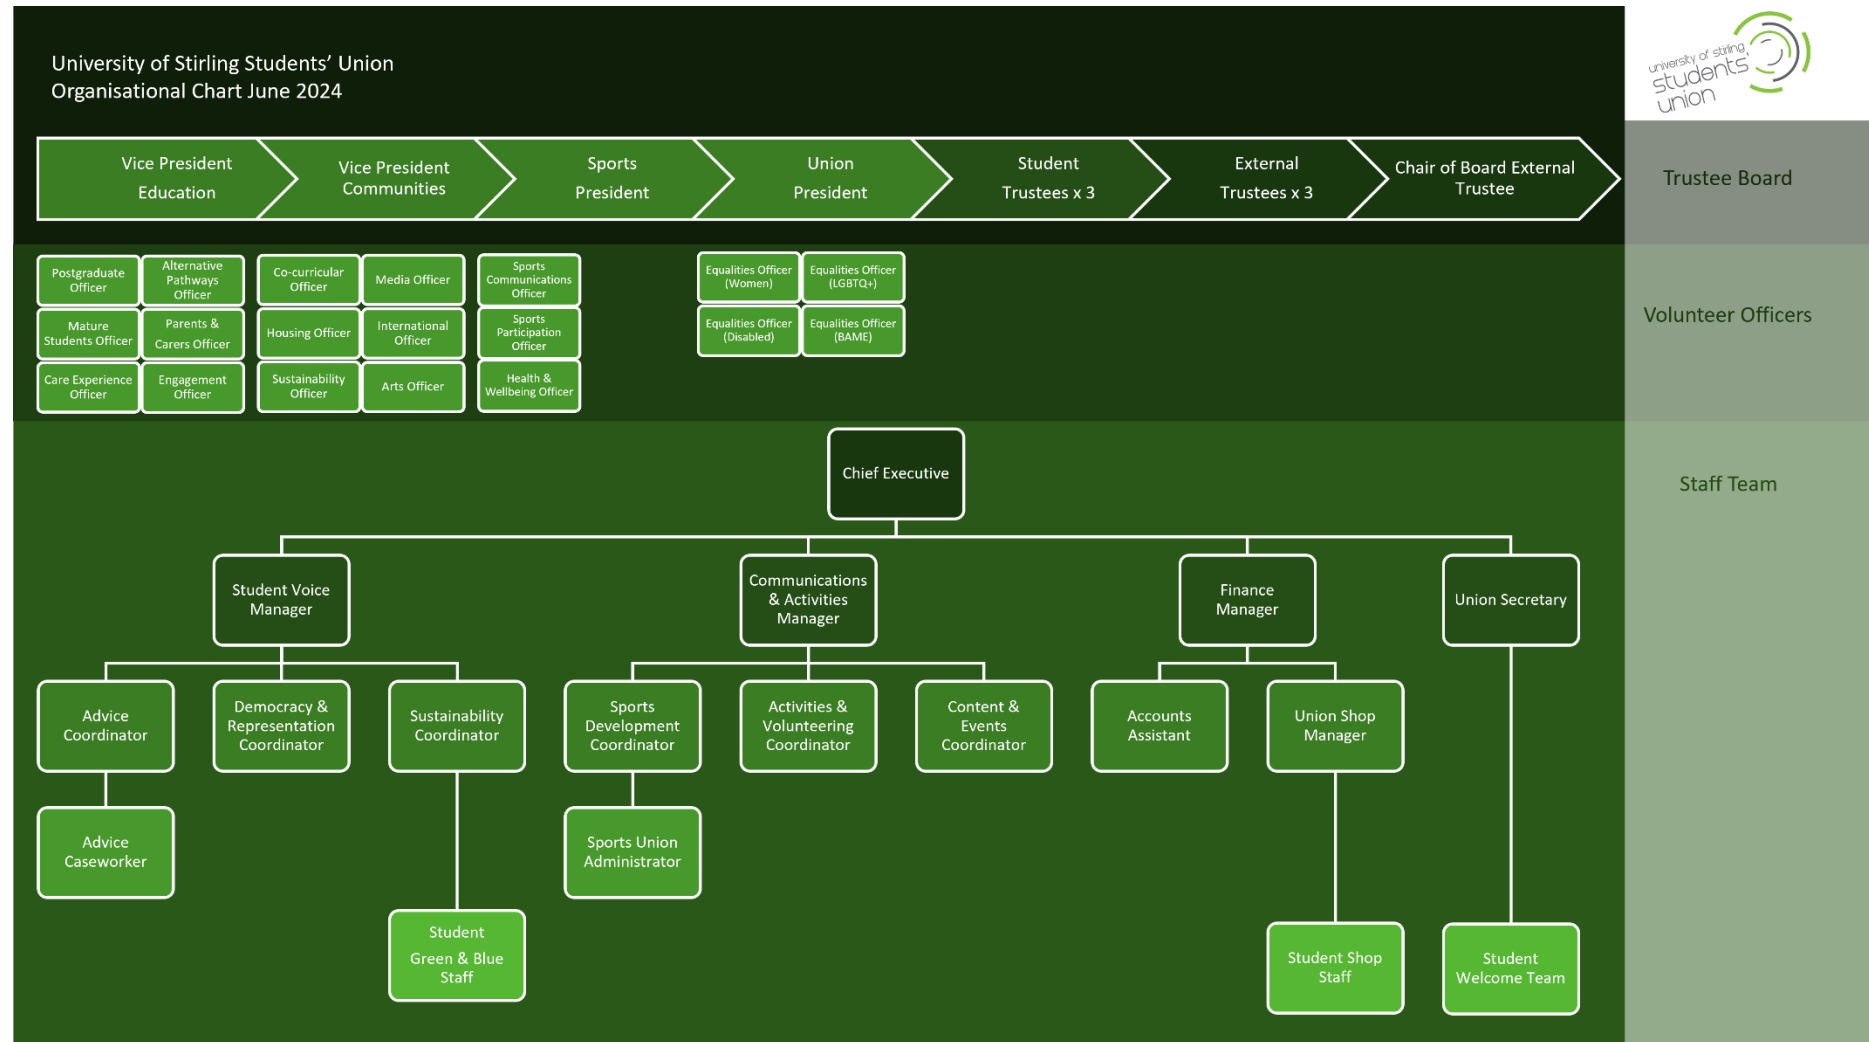 University of Stirling Students' Union
Organisational Chart June 2024
university of stirling
students'
union
Vice President
Education
Vice President
Communities
Sports
President
Union
President
Student
Trustees x 3
External
Trustees x 3
Chair of Board External
Trustee
Trustee Board
Postgraduate
Officer
Alternative
Pathways
Officer
Co-curricular
Officer
Media Officer
Sports
Communications
Officer
Equalities Officer
(Women)
Equalities Officer
(LGBTQ+)
Volunteer Officers
Mature
Students Officer
Parents &
Carers Officer
Housing Officer
International
Officer
Sports
Participation
Officer
Equalities Officer
(Disabled)
Equalities Officer
(BAME)
Care Experience
Officer
Engagement
Officer
Sustainability
Officer
Arts Officer
Health &
Wellbeing Officer
Chief Executive
Staff Team
Student Voice
Manager
Communications
& Activities
Manager
Finance
Manager
Union Secretary
Advice
Coordinator
Democracy &
Representation
Coordinator
Sustainability
Coordinator
Sports
Development
Coordinator
Activities &
Volunteering
Coordinator
Content &
Events
Coordinator
Accounts
Assistant
Union Shop
Manager
Advice
Caseworker
Sports Union
Administrator
Student
Green & Blue
Staff
Student Shop
Staff
Student
Welcome Team